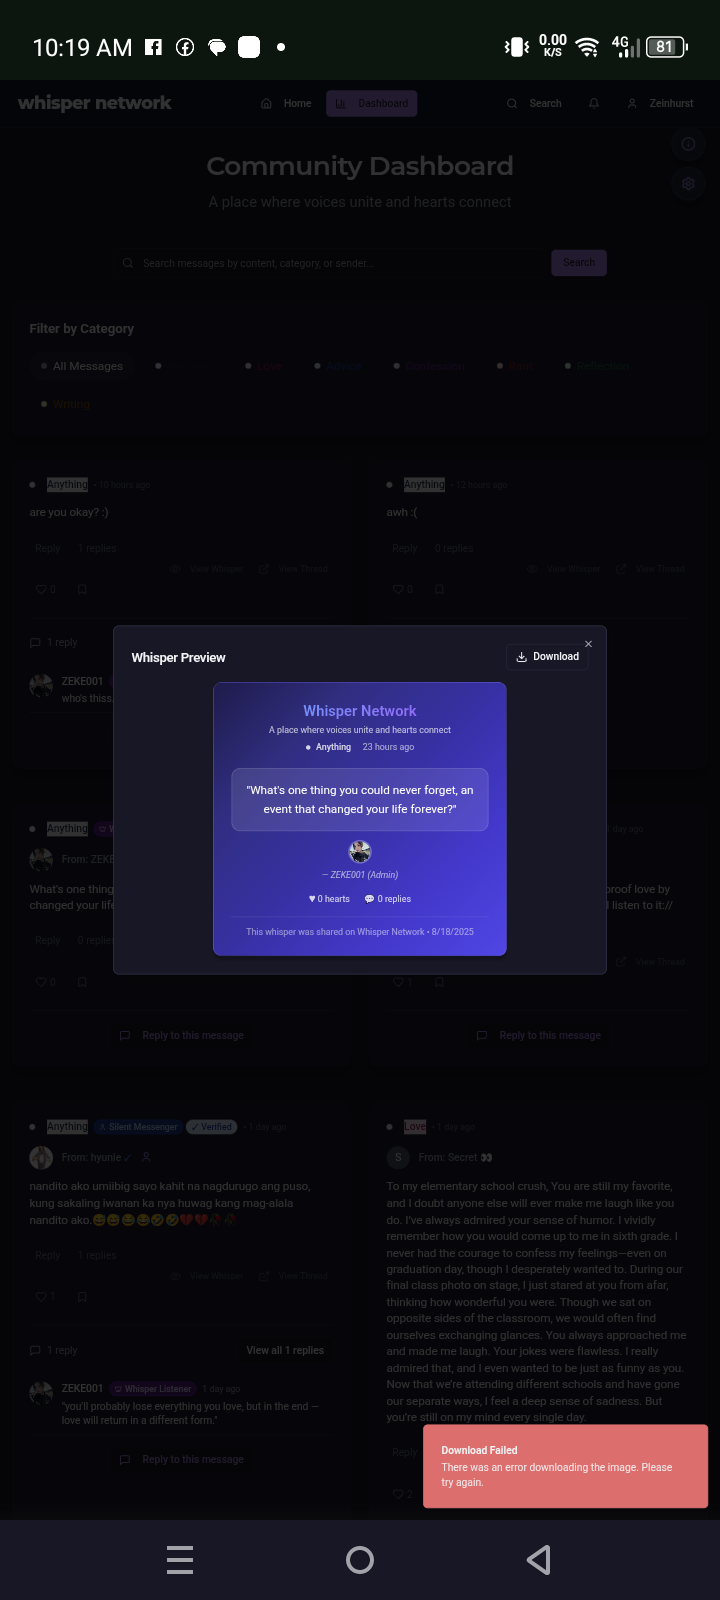 10:19 AM
0.00
K/S
4G
81
whisper network
Home
Dashboard
Search
Zeinhurst
Community Dashboard
A place where voices unite and hearts connect
Search messages by content, category, or sender...
Search
Filter by Category
All Messages
Love
Advice
Confession
Reflection
Writing
Anything • 10 hours ago
are you okay? :)
Reply 1 replies
View Whisper View Thread
0
1 reply
ZEKE001
who's thiss
Anything • 12 hours ago
awh :(
Reply 0 replies
View Whisper View Thread
0
Whisper Preview
Download
Whisper Network
A place where voices unite and hearts connect
Anything 23 hours ago
"What's one thing you could never forget, an
event that changed your life forever?"
— ZEKE001 (Admin)
♥ 0 hearts 💬 0 replies
This whisper was shared on Whisper Network • 8/18/2025
Anything W
From: ZEKE
What's one thing
changed your life
Reply 0 replie
0
Reply to this message
1 day ago
proof love by
l listen to it://
View Thread
1
Reply to this message
Anything Silent Messenger ✓ Verified • 1 day ago
From: hyunie ✓
nandito ako umiibig sayo kahit na nagdurugo ang puso,
kung sakaling iwanan ka nya huwag kang mag-alala
nandito ako.😅😅😅😅🤣🤣💔💔🥀🥀
Reply 1 replies
View Whisper View Thread
1
1 reply
View all 1 replies
ZEKE001 Whisper Listener 1 day ago
"you'll probably lose everything you love, but in the end —
love will return in a different form."
Reply to this message
Love • 1 day ago
S
From: Secret 👀
To my elementary school crush, You are still my favorite,
and I doubt anyone else will ever make me laugh like you
do. I've always admired your sense of humor. I vividly
remember how you would come up to me in sixth grade. I
never had the courage to confess my feelings—even on
graduation day, though I desperately wanted to. During our
final class photo on stage, I just stared at you from afar,
thinking how wonderful you were. Though we sat on
opposite sides of the classroom, we would often find
ourselves exchanging glances. You always approached me
and made me laugh. Your jokes were flawless. I really
admired that, and I even wanted to be just as funny as you.
Now that we're attending different schools and have gone
our separate ways, I feel a deep sense of sadness. But
you're still on my mind every single day.
Reply
2
Download Failed
There was an error downloading the image. Please
try again.